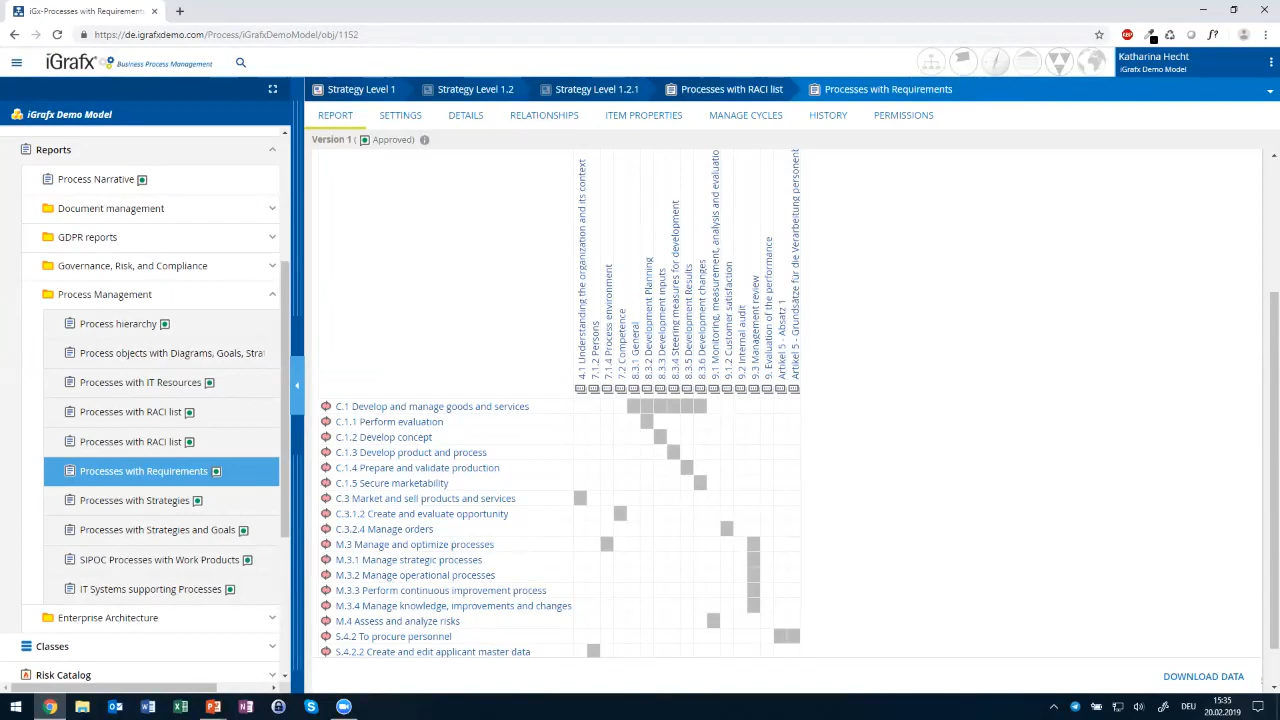 iGx-Processes with Requirements
https://de.igrafxdemo.com/Process/iGrafxDemoModel/obj/1152
ABP
f?
iGrafx Business Process Management
Katharina Hecht
iGrafx Demo Model
iGrafx Demo Model
Strategy Level 1
Strategy Level 1.2
Strategy Level 1.2.1
Processes with RACI list
Processes with Requirements
REPORT
SETTINGS
DETAILS
RELATIONSHIPS
ITEM PROPERTIES
MANAGE CYCLES
HISTORY
PERMISSIONS
Version 1 ( Approved)
Reports
Process Narrative
Document management
GDPR reports
Governance, Risk, and Compliance
Process Management
Process hierarchy
Process objects with Diagrams, Goals, Strat
Processes with IT Resources
Processes with RACI list
Processes with RACI list
Processes with Requirements
Processes with Strategies
Processes with Strategies and Goals
SIPOC Processes with Work Products
IT Systems supporting Processes
Enterprise Architecture
Classes
Risk Catalog
4.1 Understanding the organization and its context
7.1.2 Persons
7.1.4 Process environment
7.2 Competence
8.3.1 General
8.3.2 Development Planning
8.3.3 Development inputs
8.3.4 Steering measures for development
8.3.5 Development Results
8.3.6 Development changes
9.1 Monitoring, measurement, analysis and evaluatio
9.1.2 Customer satisfaction
9.2 Internal audit
9.3 Management review
9. Evaluation of the performance
Artikel 5 - Absatz 1
Artikel 5 - Grundsätze für die Verarbeitung personent
C.1 Develop and manage goods and services
C.1.1 Perform evaluation
C.1.2 Develop concept
C.1.3 Develop product and process
C.1.4 Prepare and validate production
C.1.5 Secure marketability
C.3 Market and sell products and services
C.3.1.2 Create and evaluate opportunity
C.3.2.4 Manage orders
M.3 Manage and optimize processes
M.3.1 Manage strategic processes
M.3.2 Manage operational processes
M.3.3 Perform continuous improvement process
M.3.4 Manage knowledge, improvements and changes
M.4 Assess and analyze risks
S.4.2 To procure personnel
S.4.2.2 Create and edit applicant master data
DOWNLOAD DATA
DEU
15:35
20.02.2019